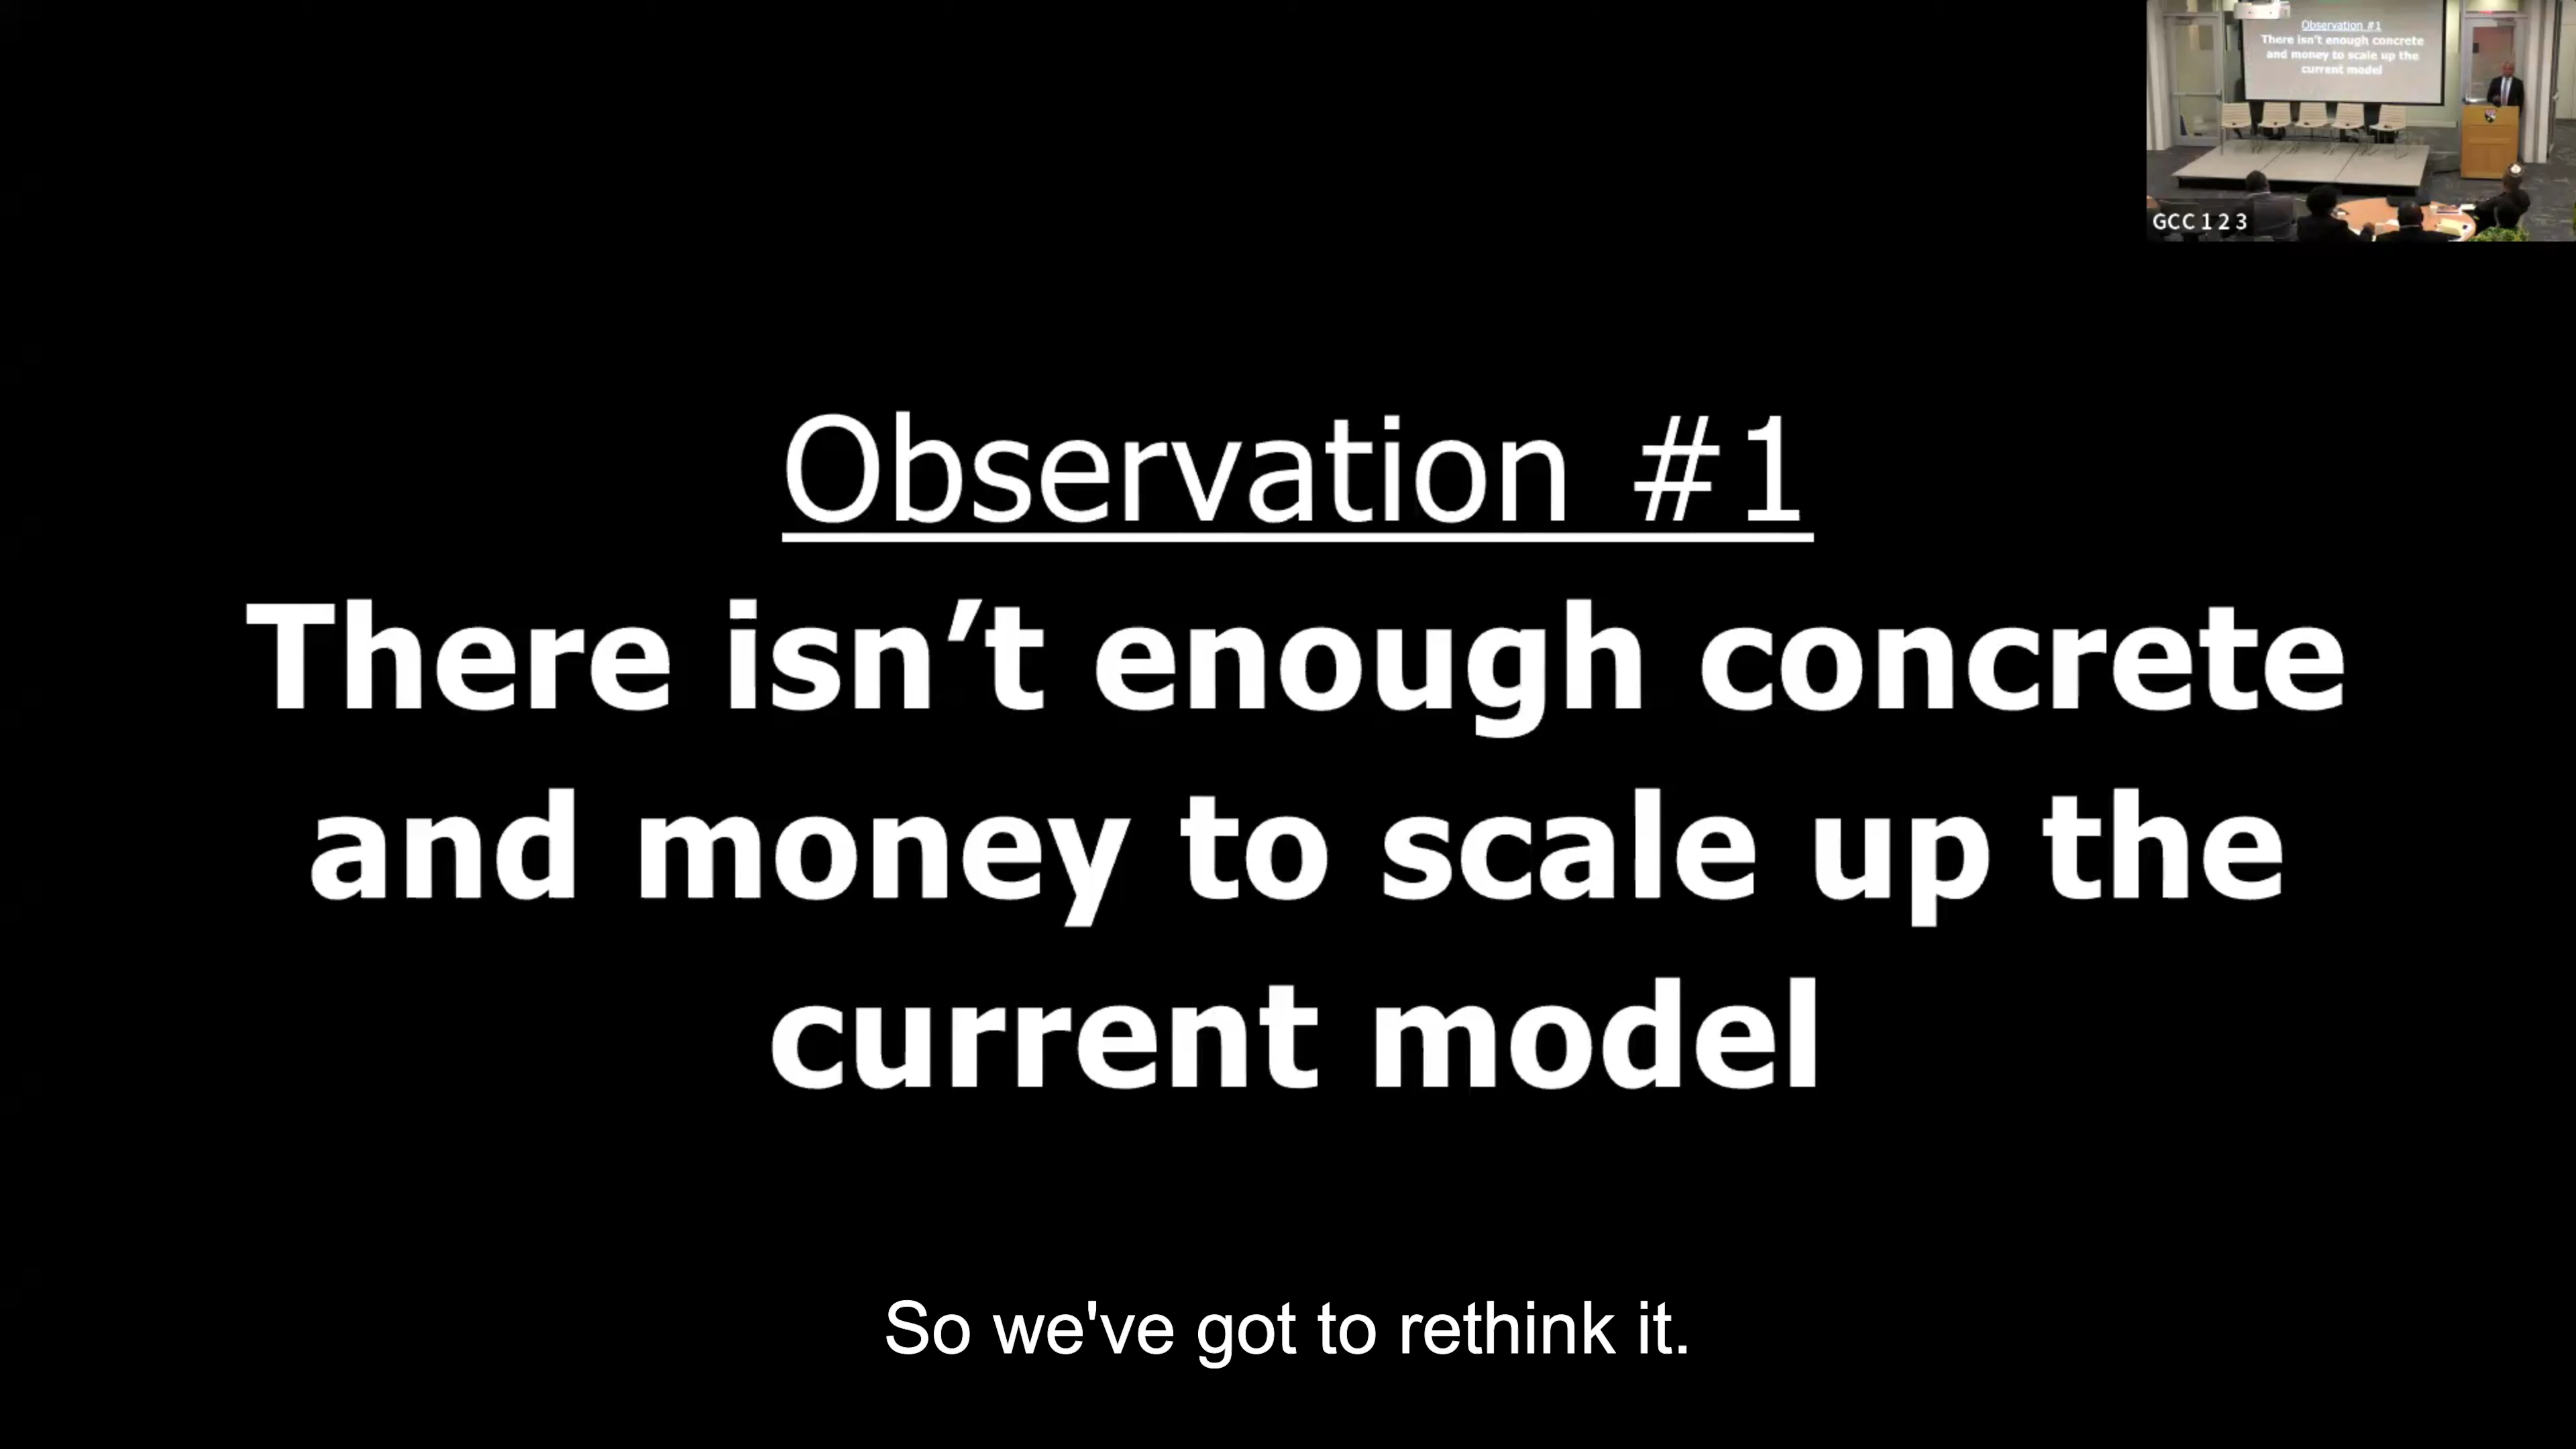 Observation #1
There isn't enough concrete
and money to scale up the
current model
GCC 1 2 3
Observation #1
There isn’t enough concrete
and money to scale up the
current model
So we've got to rethink it.